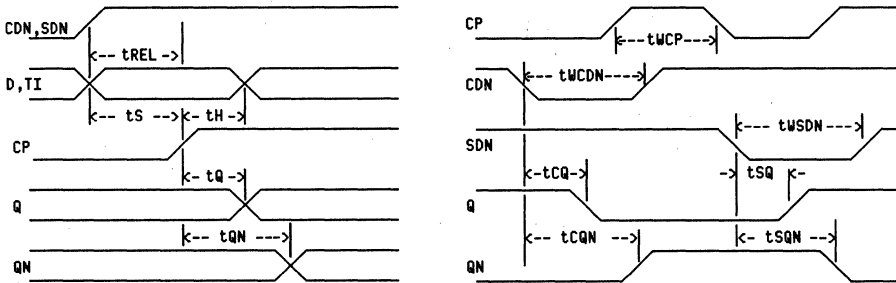 CDN,SDN
<--- tREL --->
D,TI
<--- tS ---> <-- tH -->
CP
<-- tQ -->
Q
<--- tQN --->
QN
CP
<--- tWCP --->
CDN
<--- tWCDN --->
SDN
<--- tWSDN --->
<-tCQ-> -> tSQ <-
Q
<--- tCQN ---> <-- tSQN -->
QN